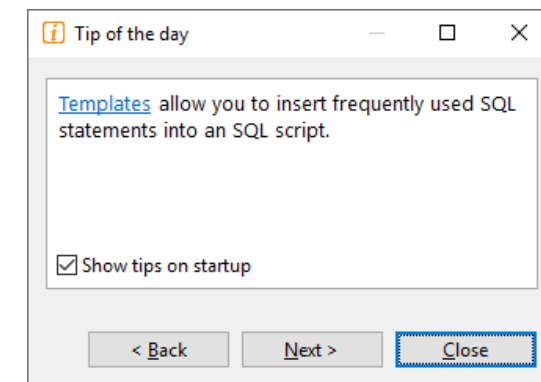 Tip of the day
Templates allow you to insert frequently used SQL
statements into an SQL script.
Show tips on startup
< Back Next > Close